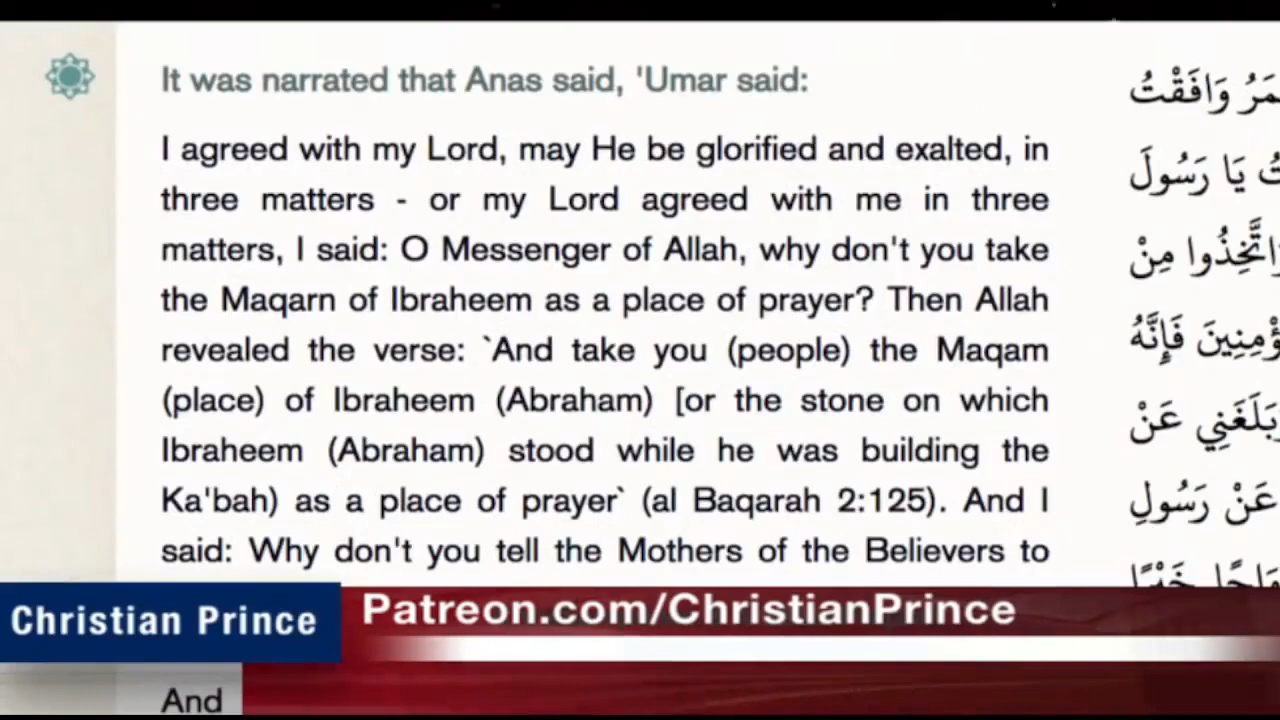 It was narrated that Anas said, 'Umar said:
I agreed with my Lord, may He be glorified and exalted, in
three matters - or my Lord agreed with me in three
matters, I said: O Messenger of Allah, why don't you take
the Maqarn of Ibraheem as a place of prayer? Then Allah
revealed the verse: `And take you (people) the Maqam
(place) of Ibraheem (Abraham) [or the stone on which
Ibraheem (Abraham) stood while he was building the
Ka'bah) as a place of prayer` (al Baqarah 2:125). And I
said: Why don't you tell the Mothers of the Believers to
And
وَافَقْتُ
يَا رَسُولَ
وَاتَّخِذُوا مِنْ
فَإِنَّهُ
بَلَغَنِي عَنْ
عَنْ رَسُولِ
Christian Prince
Patreon.com/ChristianPrince